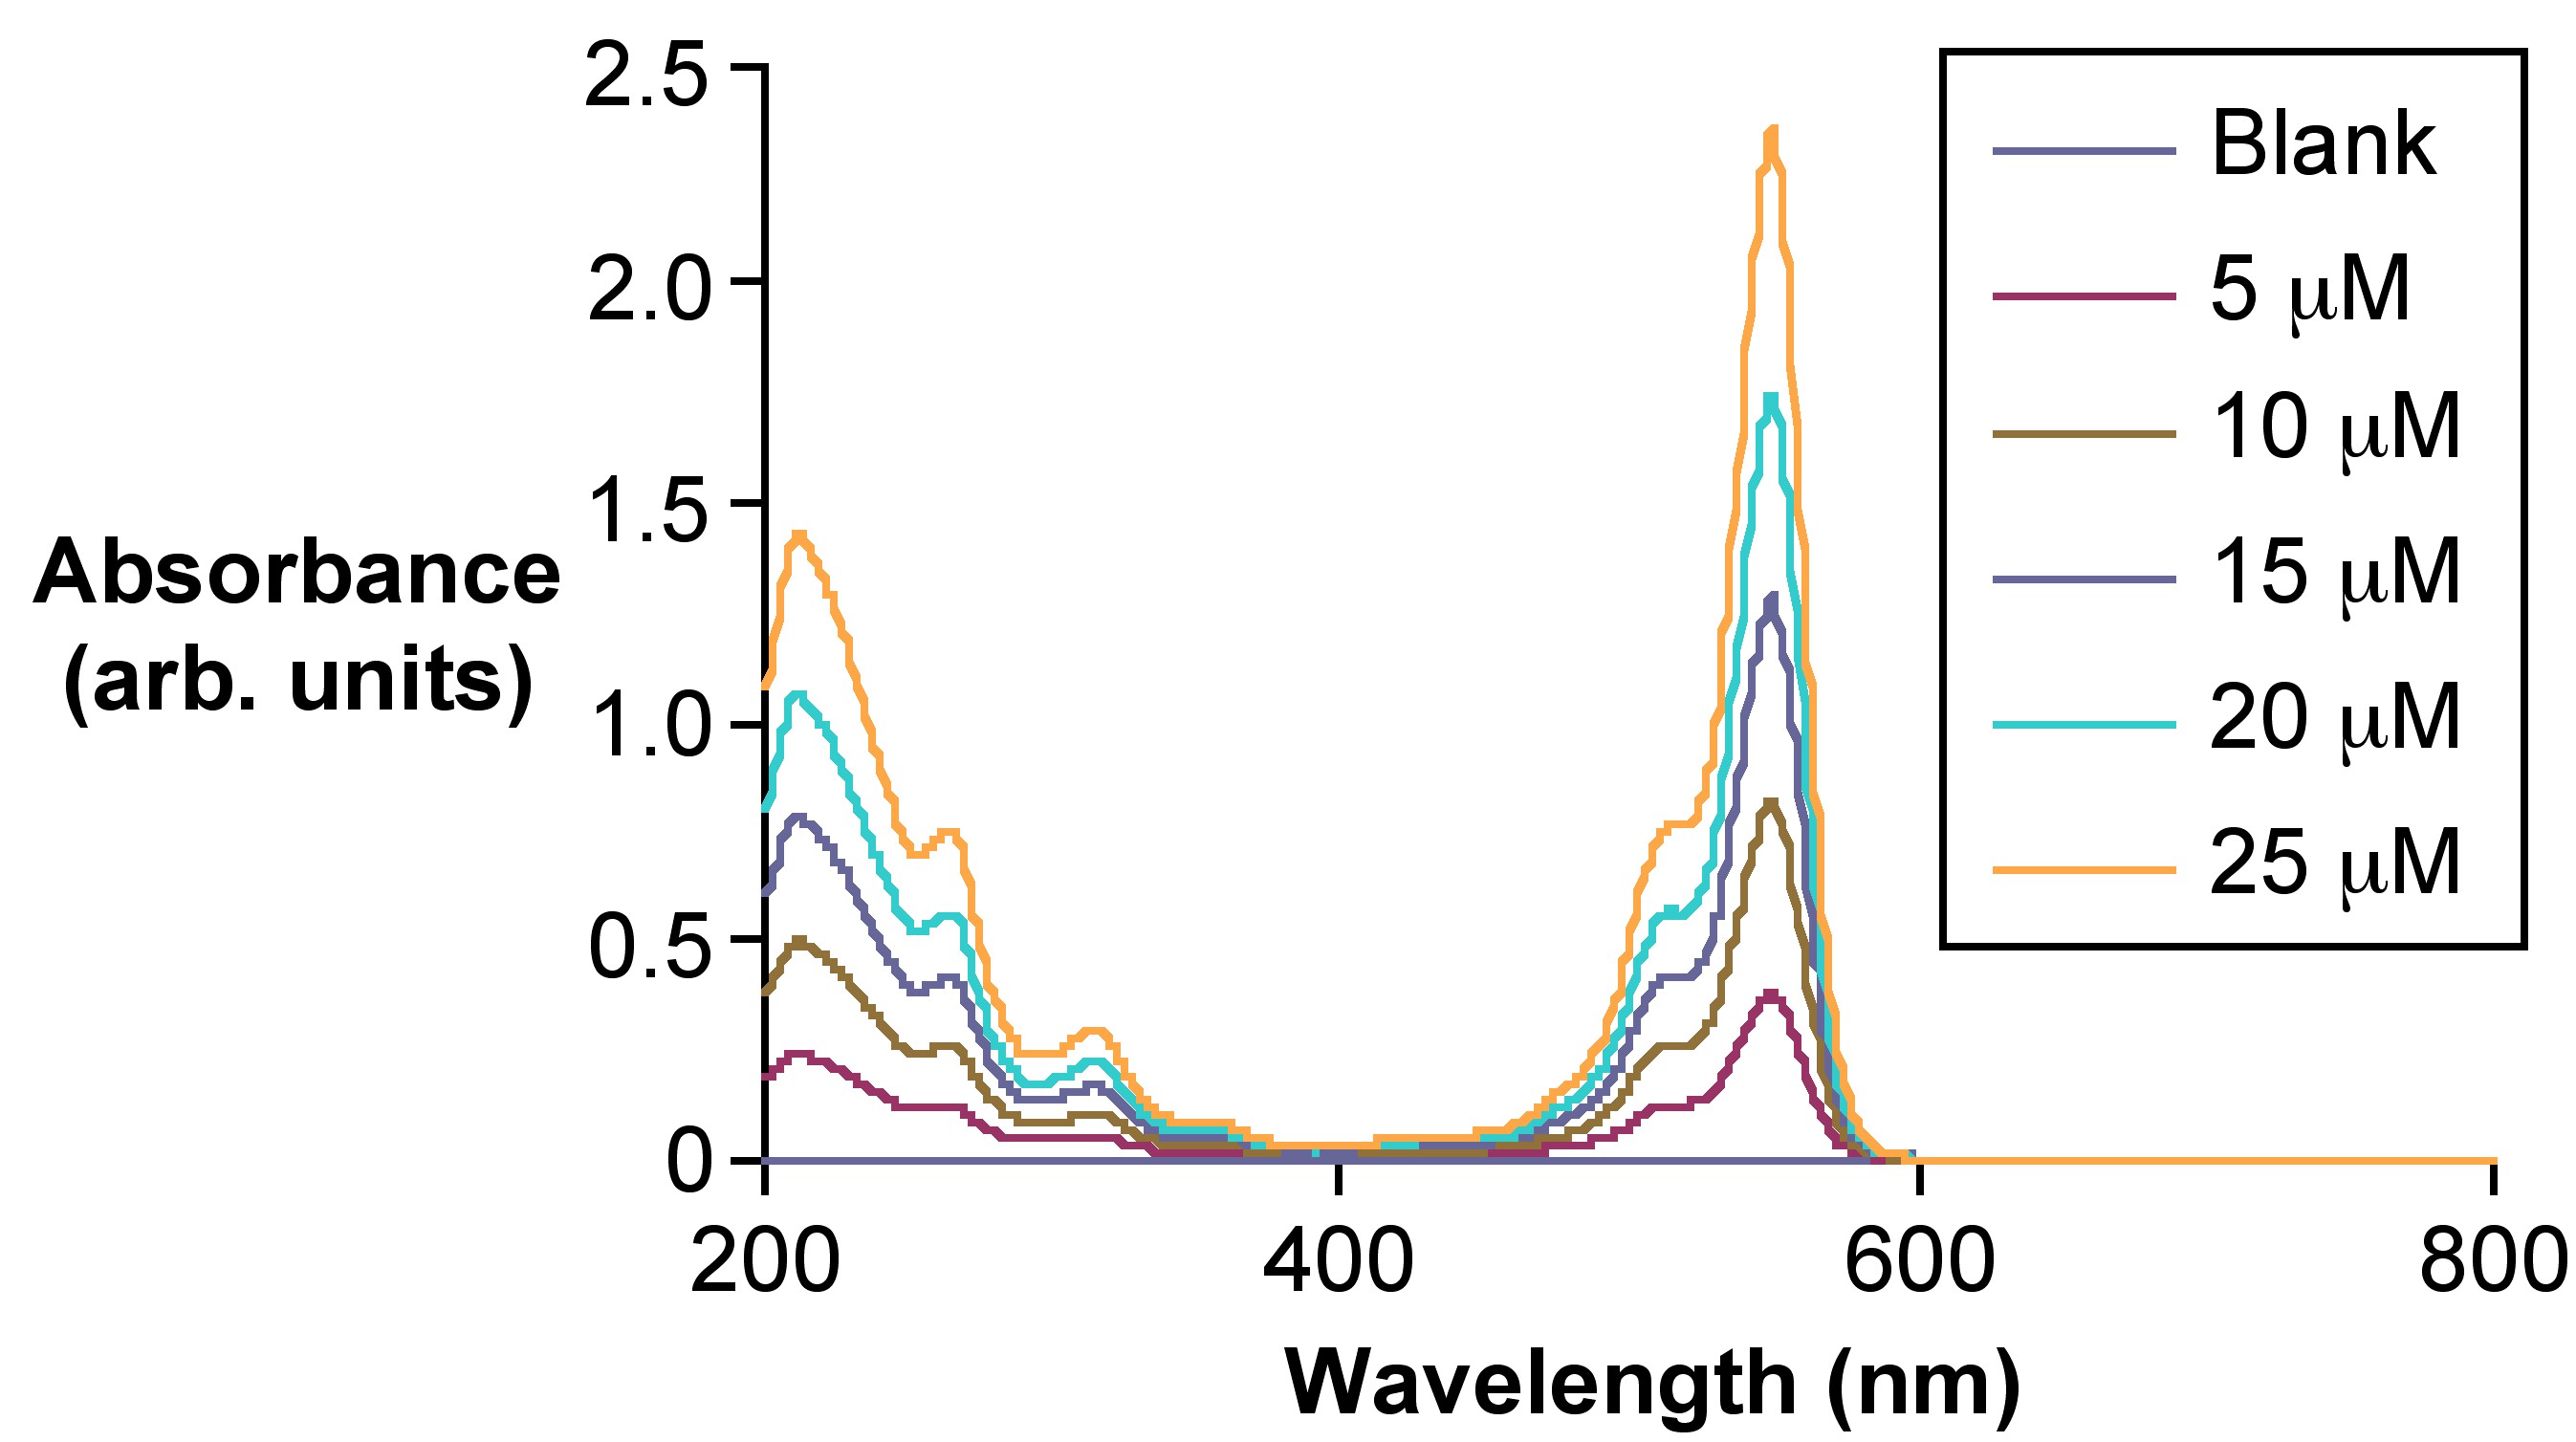 2.5
2.0
1.5
1.0
0.5
0
Absorbance
(arb. units)
200
400
600
800
Wavelength (nm)
Blank
5 μM
10 μM
15 μM
20 μM
25 μM